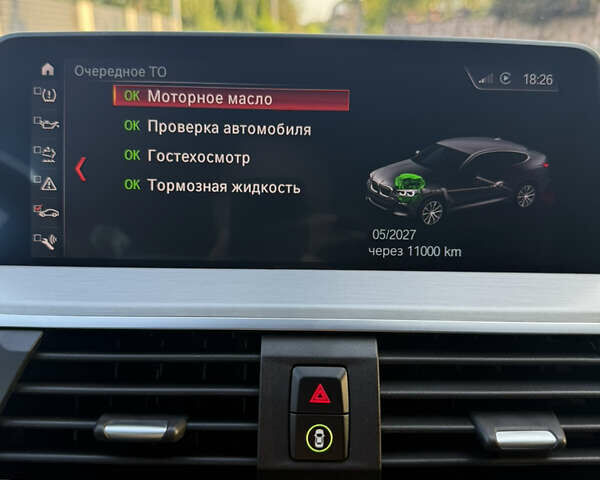 Очередное ТО
18:26
OK Моторное масло
OK Проверка автомобиля
OK Гостехосмотр
OK Тормозная жидкость
05/2027
через 11000 km